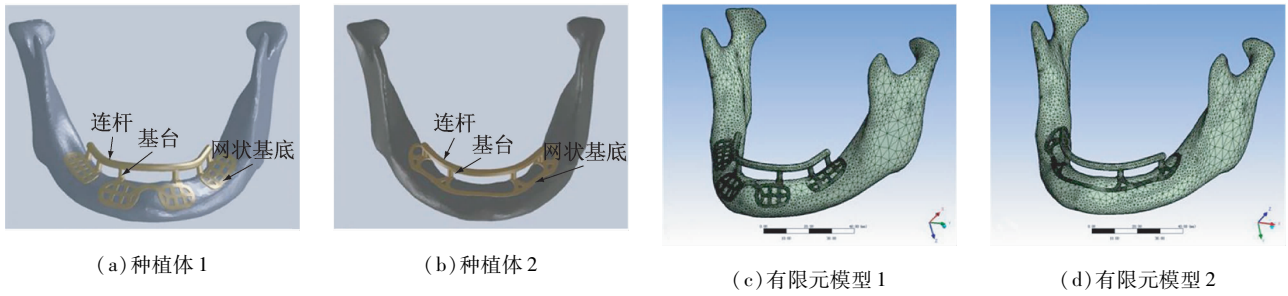 连杆
基台
网状基底
连杆
基台
网状基底
(a)种植体1
(b)种植体2
(c)有限元模型1
(d)有限元模型2